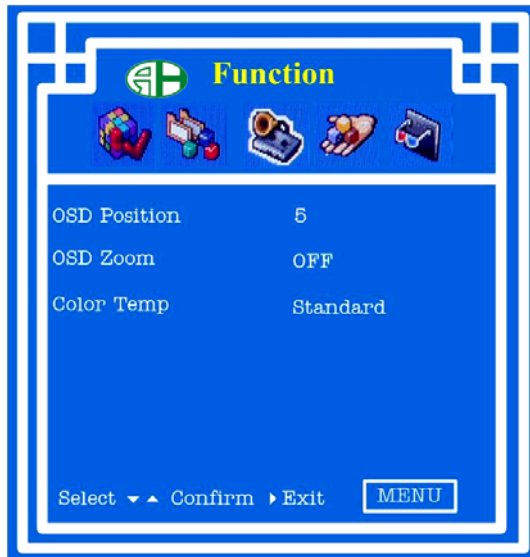 Function
OSD Position 5
OSD Zoom OFF
Color Temp Standard
Select ▾ ▴ Confirm ▸ Exit MENU